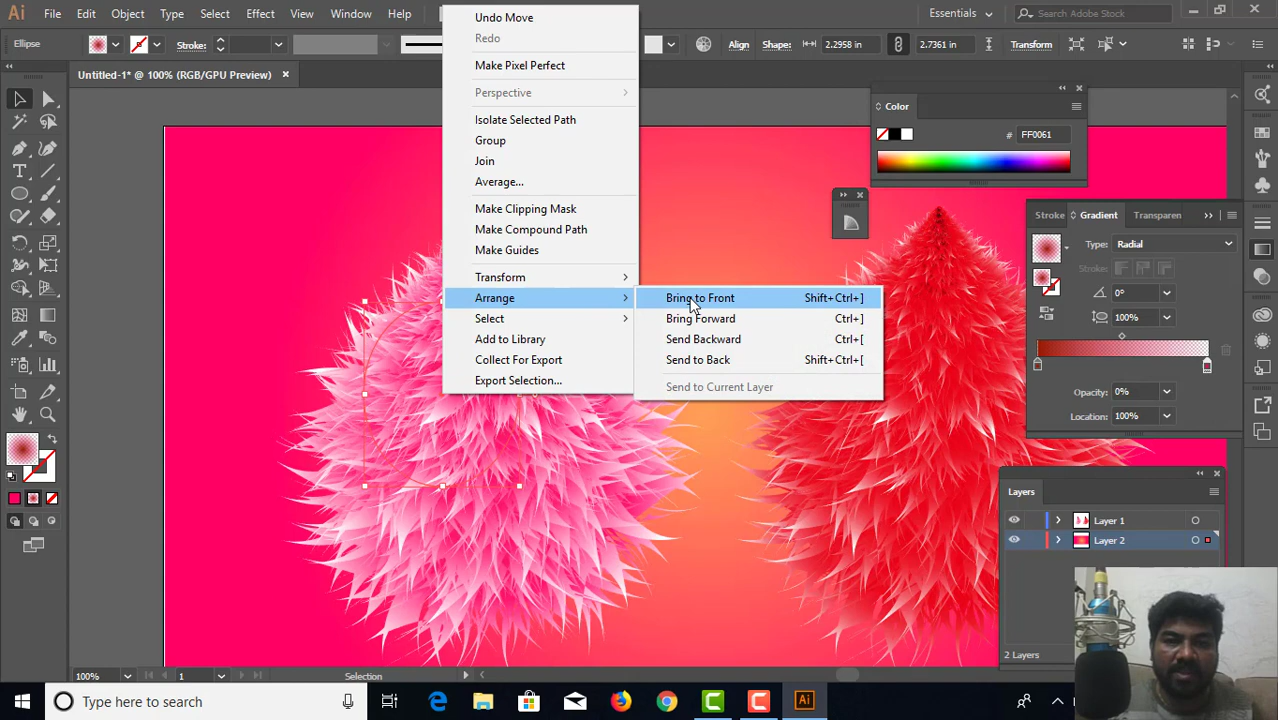 Ai File Edit Object Type Select Effect View Window Help Essentials Search Adobe Stock
Ellipse Stroke: Align Shape: 2.2958 in 2.7361 in Transform
Untitled-1* @ 100% (RGB/GPU Preview)
Undo Move
Redo
Make Pixel Perfect
Perspective
Isolate Selected Path
Group
Join
Average...
Make Clipping Mask
Make Compound Path
Make Guides
Transform
Arrange
Select
Add to Library
Collect For Export
Export Selection...
Bring to Front Shift+Ctrl+]
Bring Forward Ctrl+]
Send Backward Ctrl+[
Send to Back Shift+Ctrl+[
Send to Current Layer
Color
# FF0061
Stroke Gradient Transparen
Type: Radial
Stroke:
0°
100%
Opacity: 0%
Location: 100%
Layers
Layer 1
Layer 2
2 Layers
100% 1 Selection
Type here to search Ai